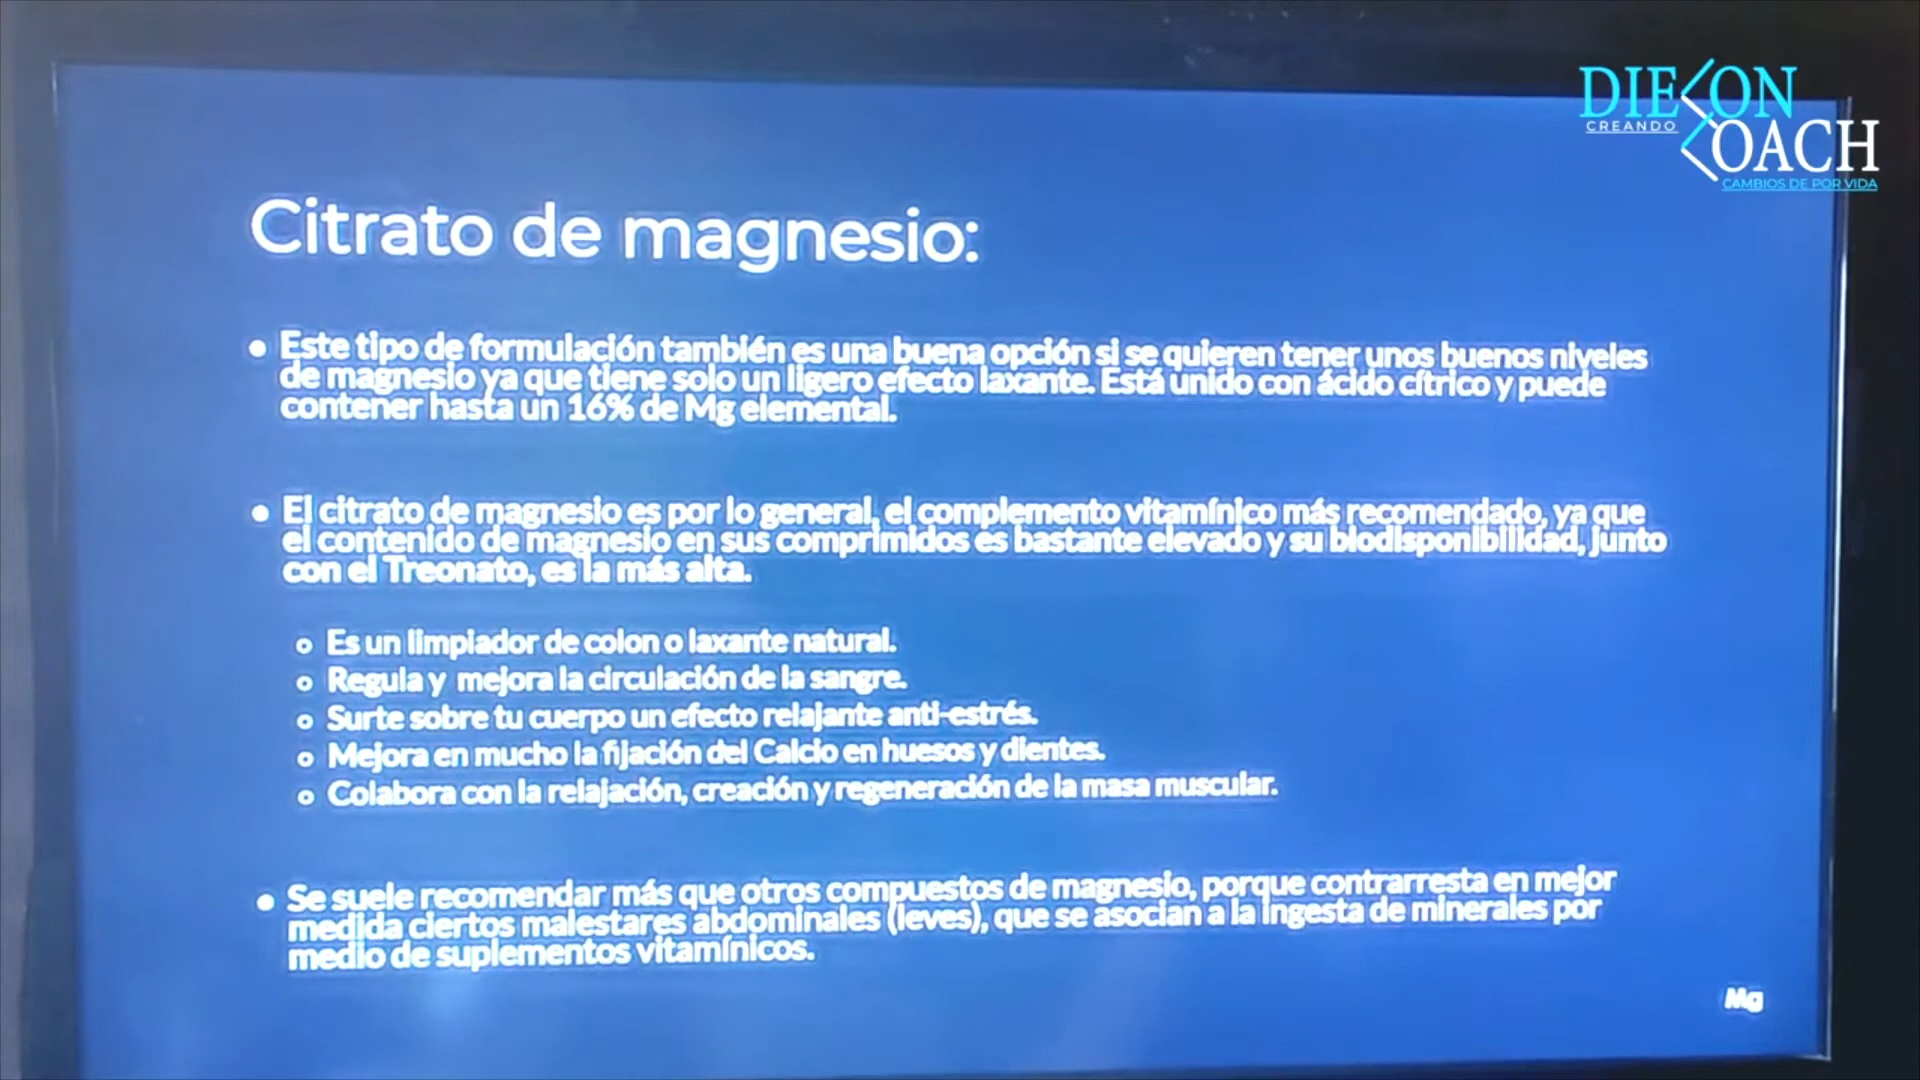 DIE ON
CREANDO
COACH
CAMBIOS DE POR VIDA
Citrato de magnesio:
● Este tipo de formulación también es una buena opción si se quieren tener unos buenos niveles
de magnesio ya que tiene solo un ligero efecto laxante. Está unido con ácido cítrico y puede
contener hasta un 16% de Mg elemental.
● El citrato de magnesio es por lo general, el complemento vitamínico más recomendado, ya que
el contenido de magnesio en sus comprimidos es bastante elevado y su biodisponibilidad, junto
con el Treonato, es la más alta.
○ Es un limpiador de colon o laxante natural.
○ Regula y mejora la circulación de la sangre.
○ Surte sobre tu cuerpo un efecto relajante anti-estrés.
○ Mejora en mucho la fijación del Calcio en huesos y dientes.
○ Colabora con la relajación, creación y regeneración de la masa muscular.
● Se suele recomendar más que otros compuestos de magnesio, porque contrarresta en mejor
medida ciertos malestares abdominales (leves), que se asocian a la ingesta de minerales por
medio de suplementos vitamínicos.
Mg